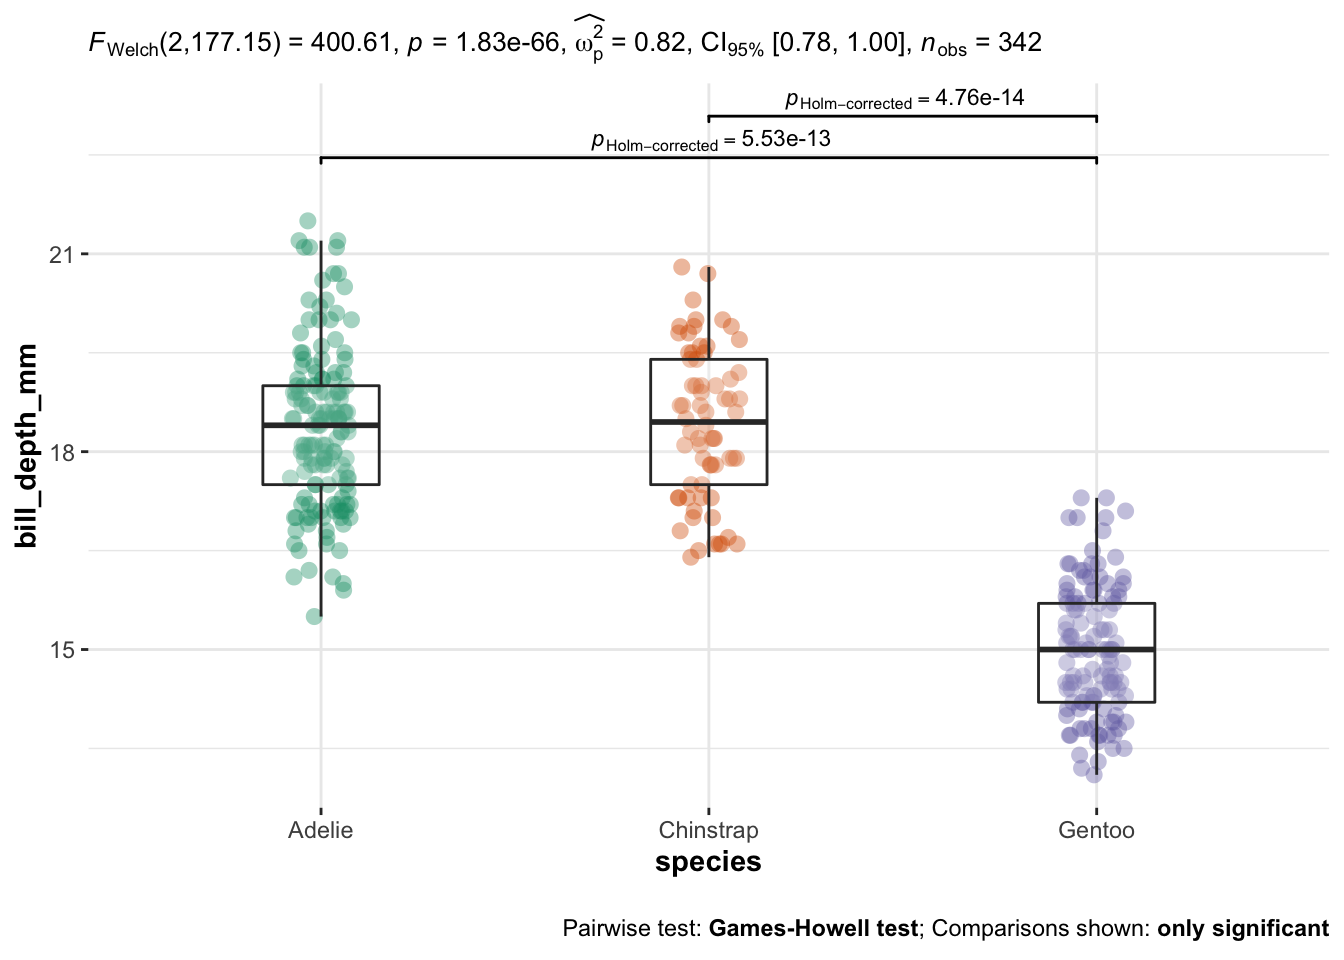 F Welch(2,177.15) = 400.61, p = 1.83e-66, ω̂²p = 0.82, CI95% [0.78, 1.00], nobs = 342
pHolm−corrected = 4.76e-14
pHolm−corrected = 5.53e-13
21
18
15
bill_depth_mm
Adelie Chinstrap Gentoo
species
Pairwise test: Games-Howell test; Comparisons shown: only significant